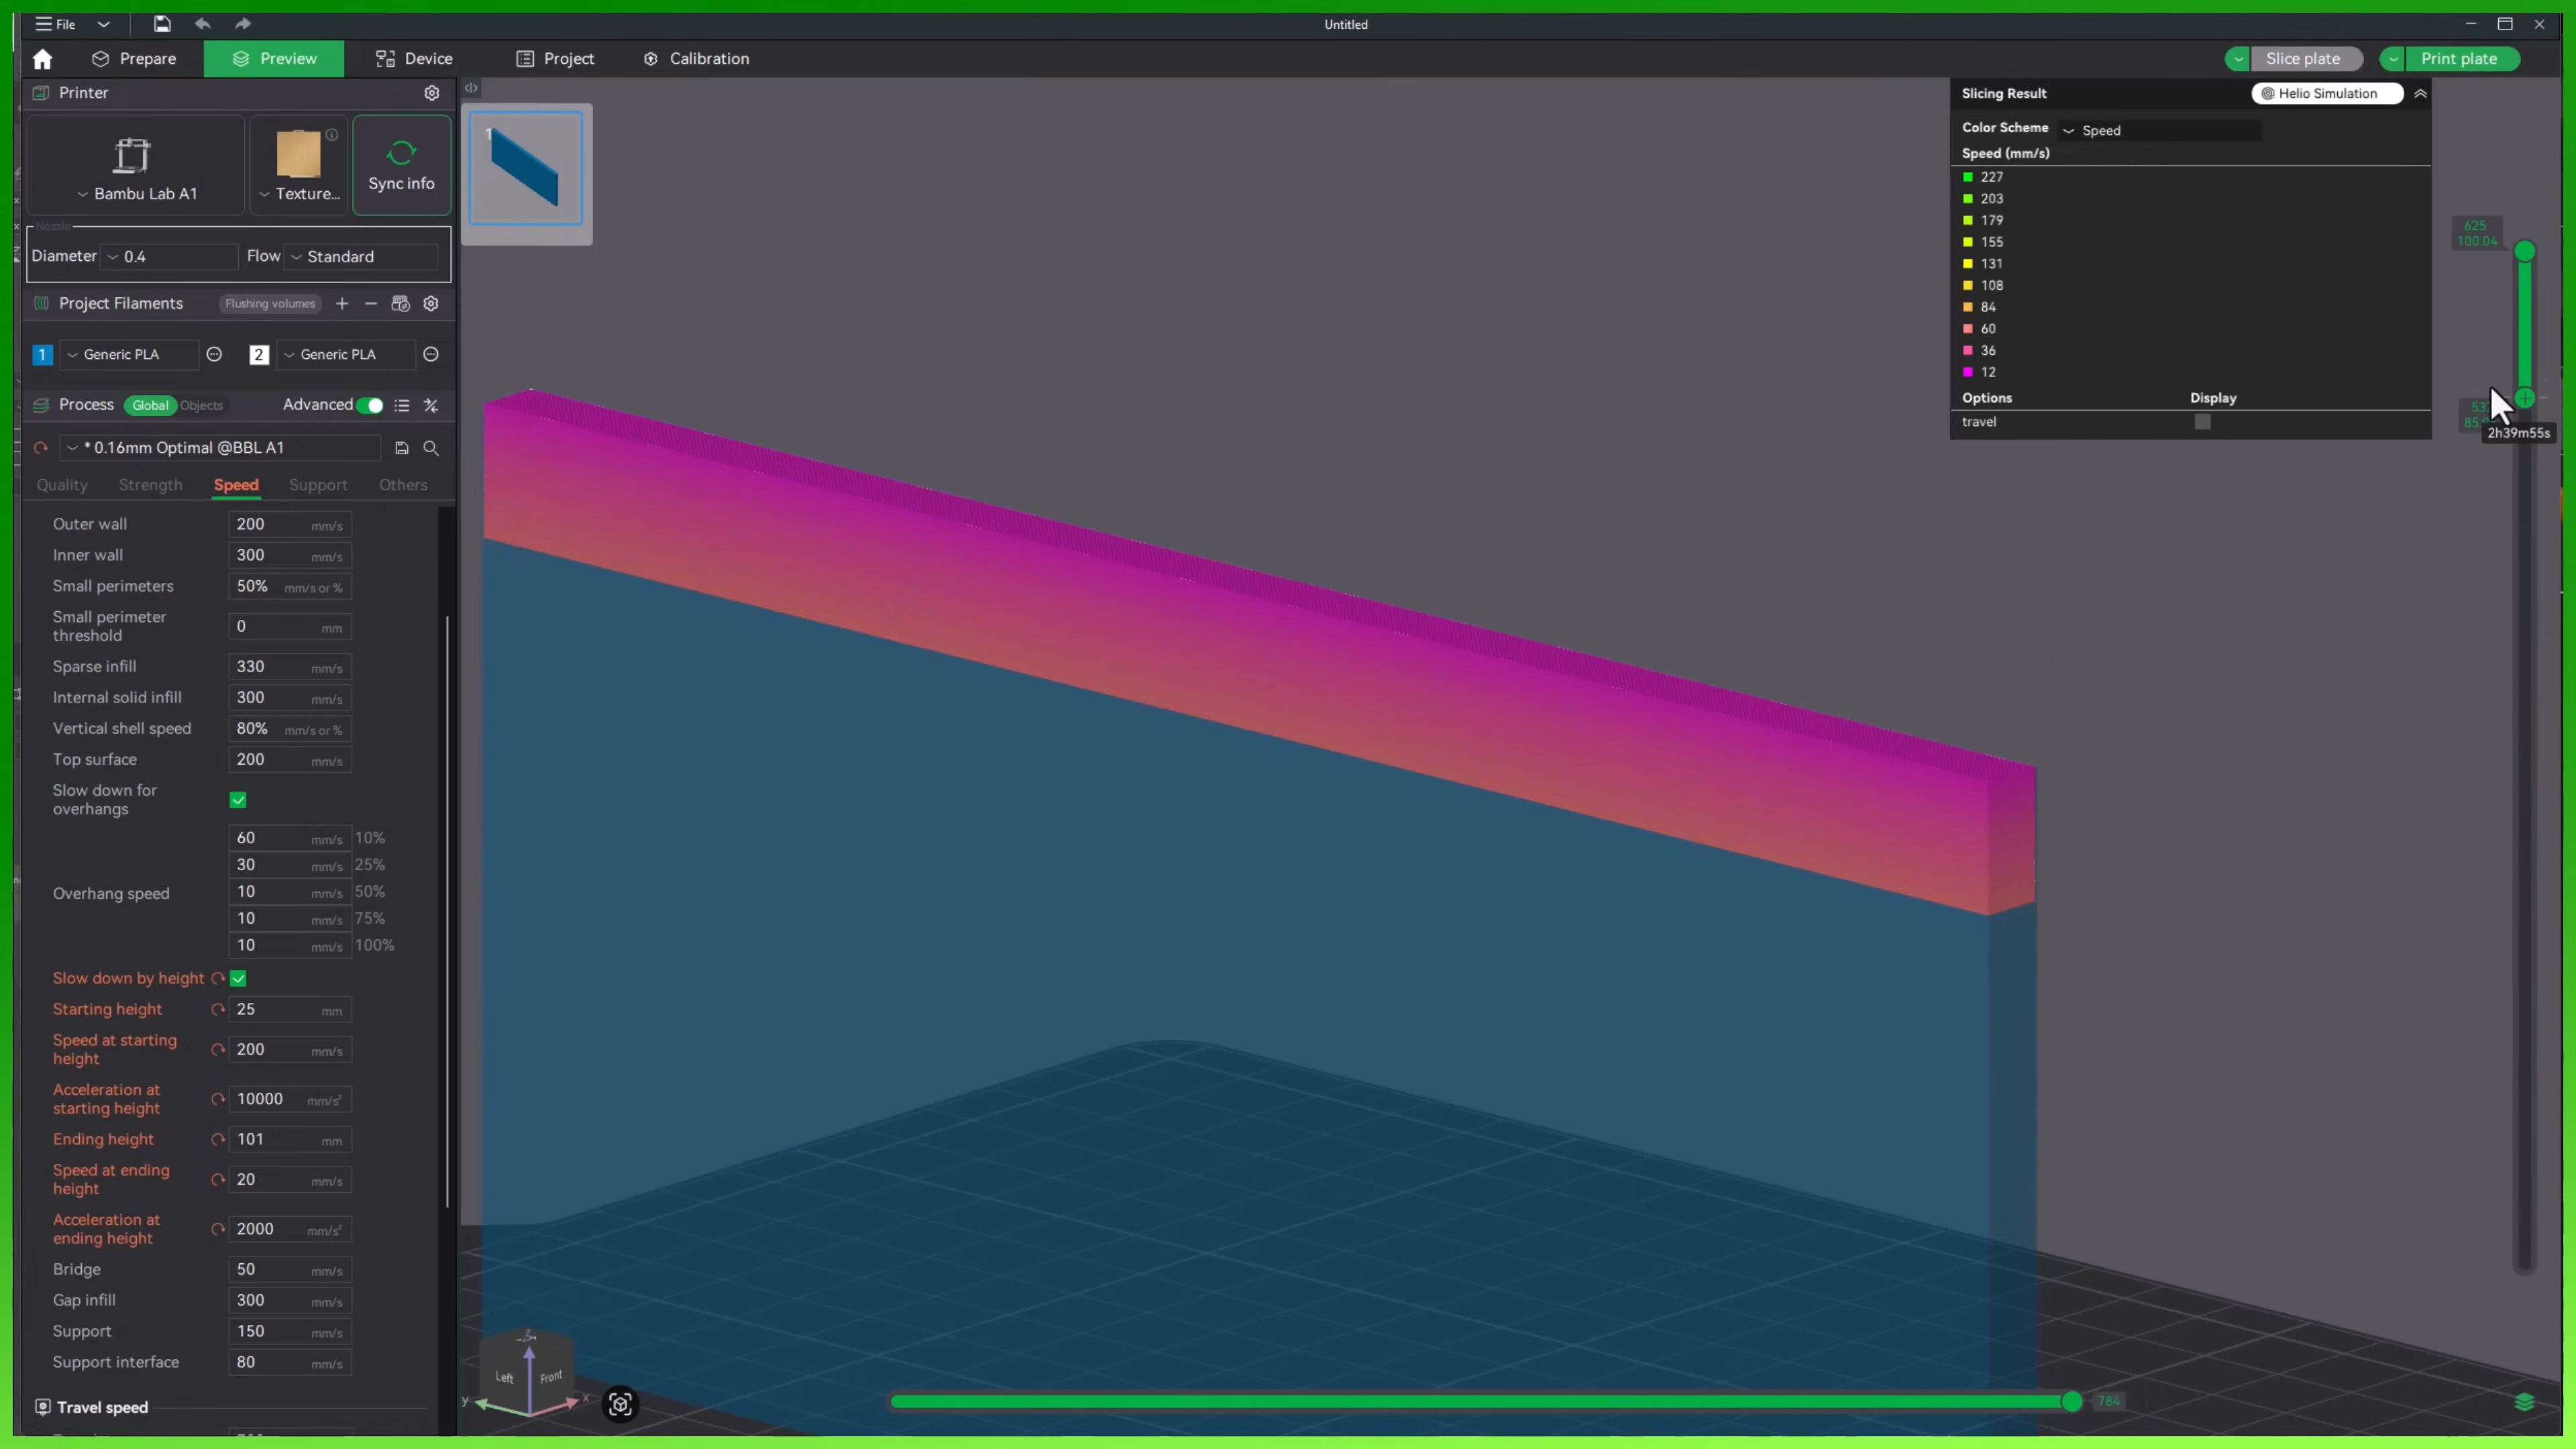 File
Untitled
Prepare
Preview
Device
Project
Calibration
Slice plate
Print plate
Printer
Bambu Lab A1
Texture...
Sync info
Nozzle
Diameter 0.4 Flow Standard
Project Filaments Flushing volumes
1 Generic PLA 2 Generic PLA
Process Global Objects Advanced
* 0.16mm Optimal @BBL A1
Quality Strength Speed Support Others
Outer wall 200 mm/s
Inner wall 300 mm/s
Small perimeters 50% mm/s or %
Small perimeter
threshold 0 mm
Sparse infill 330 mm/s
Internal solid infill 300 mm/s
Vertical shell speed 80% mm/s or %
Top surface 200 mm/s
Slow down for
overhangs
60 mm/s 10%
30 mm/s 25%
Overhang speed 10 mm/s 50%
10 mm/s 75%
10 mm/s 100%
Slow down by height
Starting height 25 mm
Speed at starting
height 200 mm/s
Acceleration at
starting height 10000 mm/s²
Ending height 101 mm
Speed at ending
height 20 mm/s
Acceleration at
ending height 2000 mm/s²
Bridge 50 mm/s
Gap infill 300 mm/s
Support 150 mm/s
Support interface 80 mm/s
Travel speed
1
Slicing Result Helio Simulation
Color Scheme Speed
Speed (mm/s)
227
203
179
155
131
108
84
60
36
12
Options Display
travel
625
100.04
2h39m55s
Left Front
y x
784